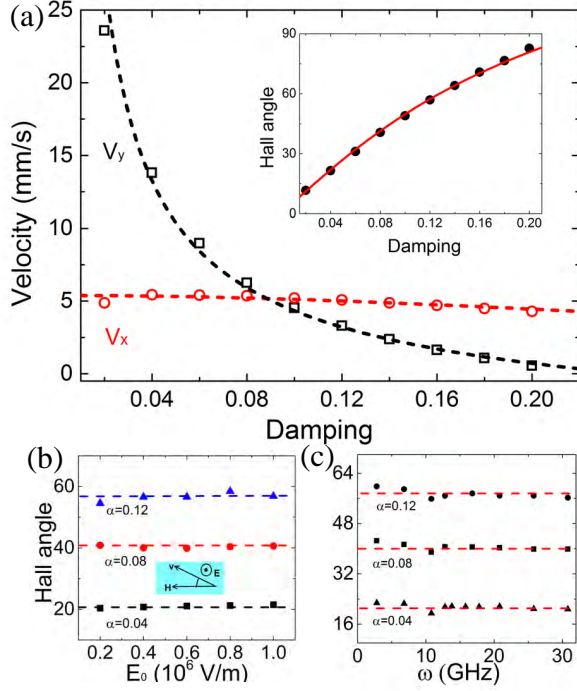 (a)
25
20
15
10
5
0
Velocity (mm/s)
Vy
Vx
90
60
30
0
Hall angle
0.04 0.08 0.12 0.16 0.20
Damping
0.04 0.08 0.12 0.16 0.20
Damping
(b)
60
40
20
Hall angle
α=0.12
α=0.08
α=0.04
V
H
E
0.2 0.4 0.6 0.8 1.0
E₀ (10⁶ V/m)
(c)
64
48
32
16
α=0.12
α=0.08
α=0.04
0 10 20 30
ω (GHz)